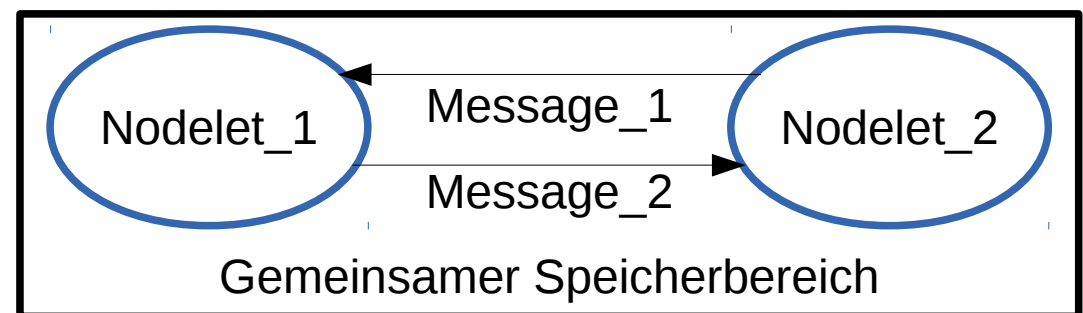 Message_1
Nodelet_1
Nodelet_2
Message_2
Gemeinsamer Speicherbereich